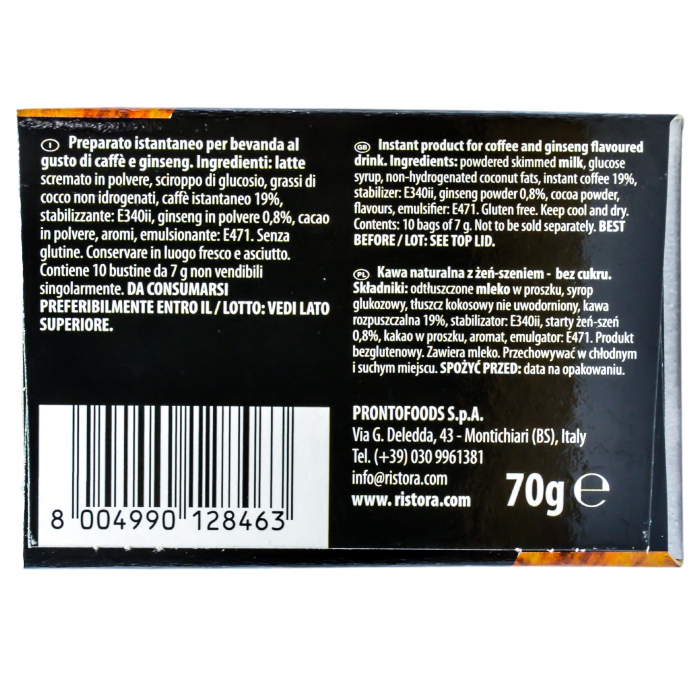 I Preparato istantaneo per bevanda al
gusto di caffè e ginseng. Ingredienti: latte
scremato in polvere, sciroppo di glucosio, grassi di
cocco non idrogenati, caffè istantaneo 19%,
stabilizzante: E340ii, ginseng in polvere 0,8%, cacao
in polvere, aromi, emulsionante: E471. Senza
glutine. Conservare in luogo fresco e asciutto.
Contiene 10 bustine da 7 g non vendibili
singolarmente. DA CONSUMARSI
PREFERIBILMENTE ENTRO IL / LOTTO: VEDI LATO
SUPERIORE.
8 004990 128463
GB Instant product for coffee and ginseng flavoured
drink. Ingredients: powdered skimmed milk, glucose
syrup, non-hydrogenated coconut fats, instant coffee 19%,
stabilizer: E340ii, ginseng powder 0,8%, cocoa powder,
flavours, emulsifier: E471. Gluten free. Keep cool and dry.
Contents: 10 bags of 7 g. Not to be sold separately. BEST
BEFORE / LOT: SEE TOP LID.
PL Kawa naturalna z żeń-szeniem - bez cukru.
Składniki: odtłuszczone mleko w proszku, syrop
glukozowy, tłuszcz kokosowy nie uwodorniony, kawa
rozpuszczalna 19%, stabilizator: E340ii, starty żeń-szeń
0,8%, kakao w proszku, aromat, emulgator: E471. Produkt
bezglutenowy. Zawiera mleko. Przechowywać w chłodnym
i suchym miejscu. SPOŻYĆ PRZED: data na opakowaniu.
PRONTOFOODS S.p.A.
Via G. Deledda, 43 - Montichiari (BS), Italy
Tel. (+39) 030 9961381
info@ristora.com
www. ristora.com
70g ℮